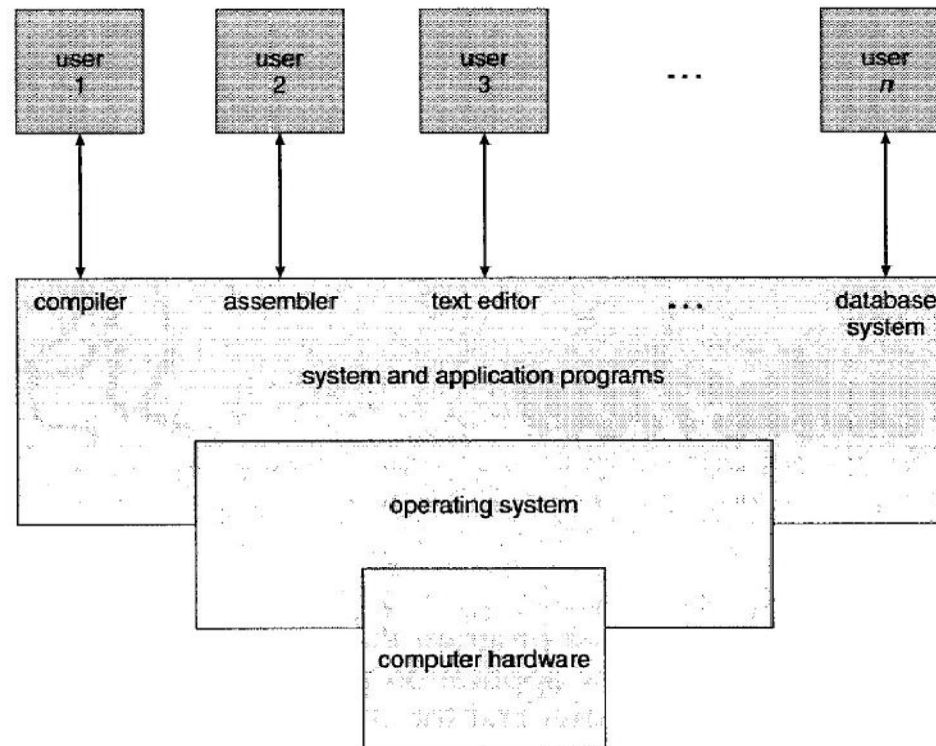 user
1
user
2
user
3
...
user
n
compiler
assembler
text editor
...
database
system
system and application programs
operating system
computer hardware